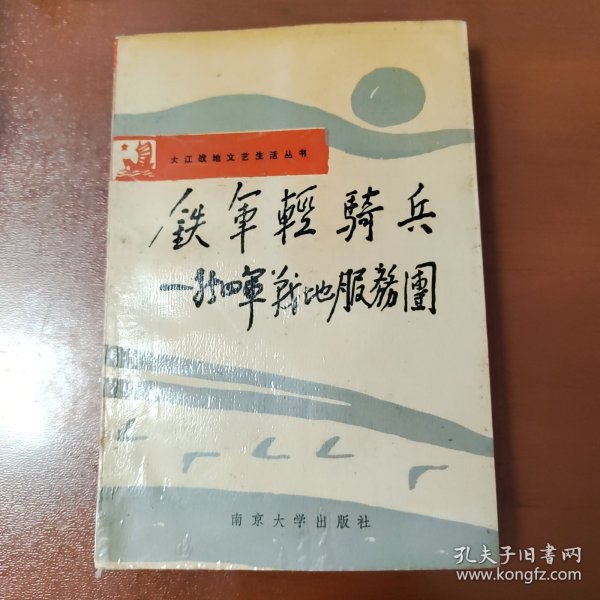 大江战地文艺生活丛书
鉄军輕騎兵
—新四軍战地服務團
南京大学出版社
孔夫子旧书网
www.kongfz.com